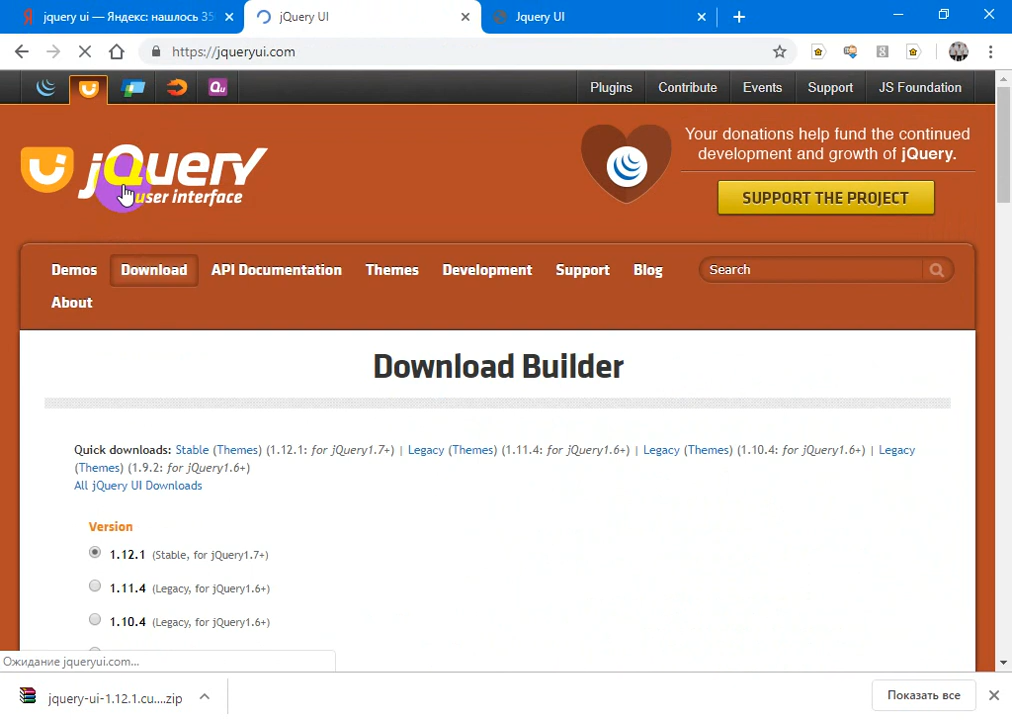 jquery ui — Яндекс: нашлось 35
jQuery UI
Jquery UI
https://jqueryui.com
Qu
Plugins
Contribute
Events
Support
JS Foundation
jQuery
user interface
Your donations help fund the continued
development and growth of jQuery.
SUPPORT THE PROJECT
Demos
Download
API Documentation
Themes
Development
Support
Blog
Search
About
Download Builder
Quick downloads: Stable (Themes) (1.12.1: for jQuery1.7+) | Legacy (Themes) (1.11.4: for jQuery1.6+) | Legacy (Themes) (1.10.4: for jQuery1.6+) | Legacy
(Themes) (1.9.2: for jQuery1.6+)
All jQuery UI Downloads
Version
1.12.1 (Stable, for jQuery1.7+)
1.11.4 (Legacy, for jQuery1.6+)
1.10.4 (Legacy, for jQuery1.6+)
Ожидание jqueryui.com...
jquery-ui-1.12.1.cu....zip
Показать все